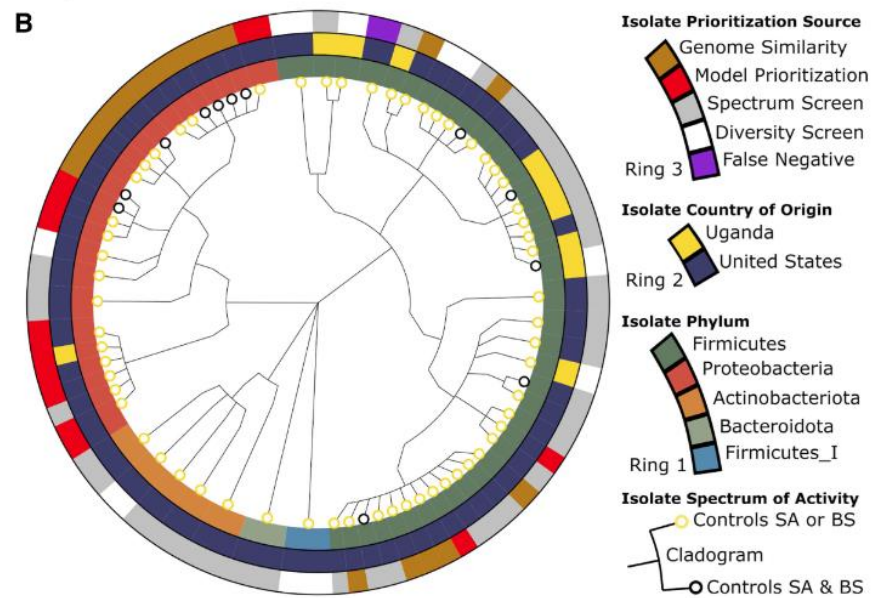 B
Isolate Prioritization Source
Genome Similarity
Model Prioritization
Spectrum Screen
Diversity Screen
False Negative
Ring 3
Isolate Country of Origin
Uganda
United States
Ring 2
Isolate Phylum
Firmicutes
Proteobacteria
Actinobacteriota
Bacteroidota
Firmicutes_I
Ring 1
Isolate Spectrum of Activity
Controls SA or BS
Cladogram
Controls SA & BS